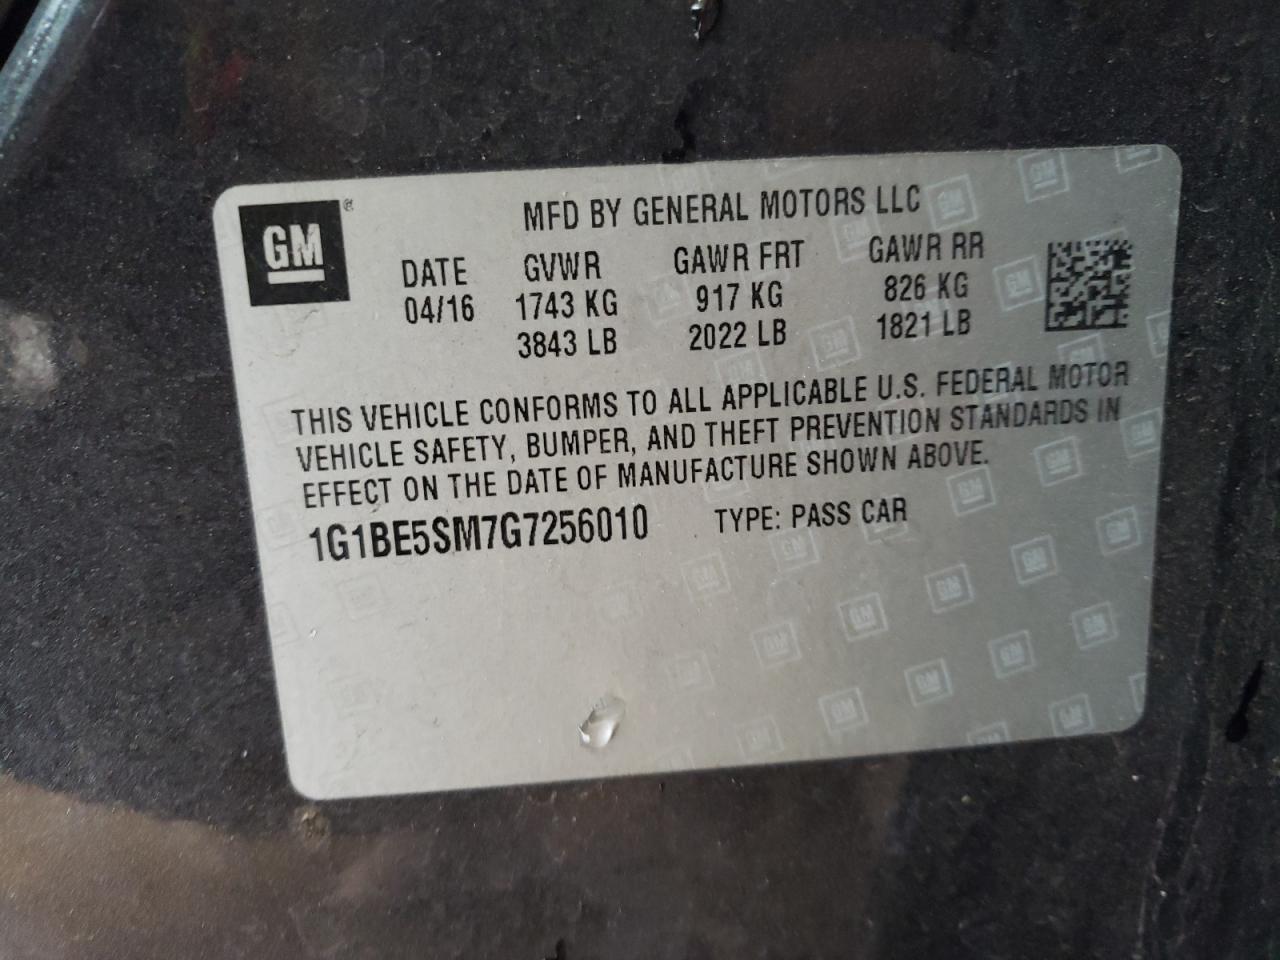 GM®
MFD BY GENERAL MOTORS LLC
DATE GVWR GAWR FRT GAWR RR
04/16 1743 KG 917 KG 826 KG
3843 LB 2022 LB 1821 LB
THIS VEHICLE CONFORMS TO ALL APPLICABLE U.S. FEDERAL MOTOR
VEHICLE SAFETY, BUMPER, AND THEFT PREVENTION STANDARDS IN
EFFECT ON THE DATE OF MANUFACTURE SHOWN ABOVE.
1G1BE5SM7G7256010 TYPE: PASS CAR